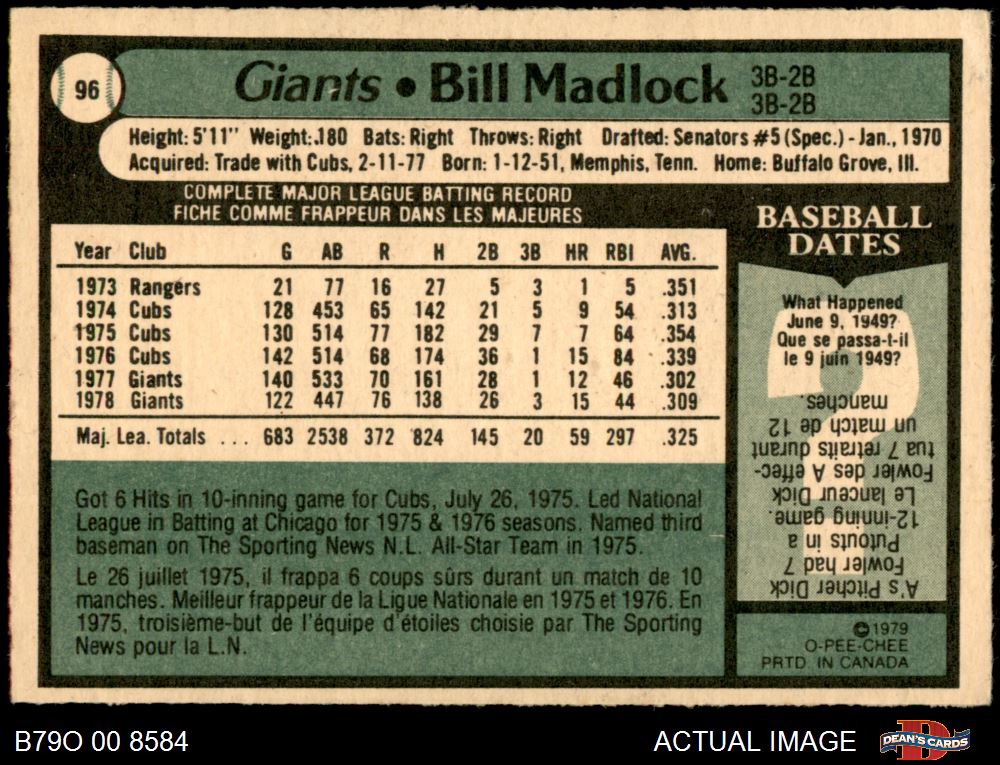 96
Giants • Bill Madlock 3B-2B
3B-2B
Height: 5'11" Weight: 180 Bats: Right Throws: Right Drafted: Senators #5 (Spec.) - Jan., 1970
Acquired: Trade with Cubs, 2-11-77 Born: 1-12-51, Memphis, Tenn. Home: Buffalo Grove, Ill.
COMPLETE MAJOR LEAGUE BATTING RECORD
FICHE COMME FRAPPEUR DANS LES MAJEURES
Year Club G AB R H 2B 3B HR RBI AVG.
1973 Rangers 21 77 16 27 5 3 1 5 .351
1974 Cubs 128 453 65 142 21 5 9 54 .313
1975 Cubs 130 514 77 182 29 7 7 64 .354
1976 Cubs 142 514 68 174 36 1 15 84 .339
1977 Giants 140 533 70 161 28 1 12 46 .302
1978 Giants 122 447 76 138 26 3 15 44 .309
Maj. Lea. Totals ... 683 2538 372 824 145 20 59 297 .325
Got 6 Hits in 10-inning game for Cubs, July 26, 1975. Led National
League in Batting at Chicago for 1975 & 1976 seasons. Named third
baseman on The Sporting News N.L. All-Star Team in 1975.
Le 26 juillet 1975, il frappa 6 coups sûrs durant un match de 10
manches. Meilleur frappeur de la Ligue Nationale en 1975 et 1976. En
1975, troisième-but de l'équipe d'étoiles choisie par The Sporting
News pour la L.N.
BASEBALL
DATES
What Happened
June 9, 1949?
Que se passa-t-il
le 9 juin 1949?
A's Pitcher Dick
Fowler had 7
Putouts in a
12-inning game.
Le lanceur Dick
Fowler des A effec-
tua 7 retraits durant
un match de 12
manches.
©1979
O-PEE-CHEE
PRTD. IN CANADA
B79O 00 8584
ACTUAL IMAGE
DEAN'S CARDS